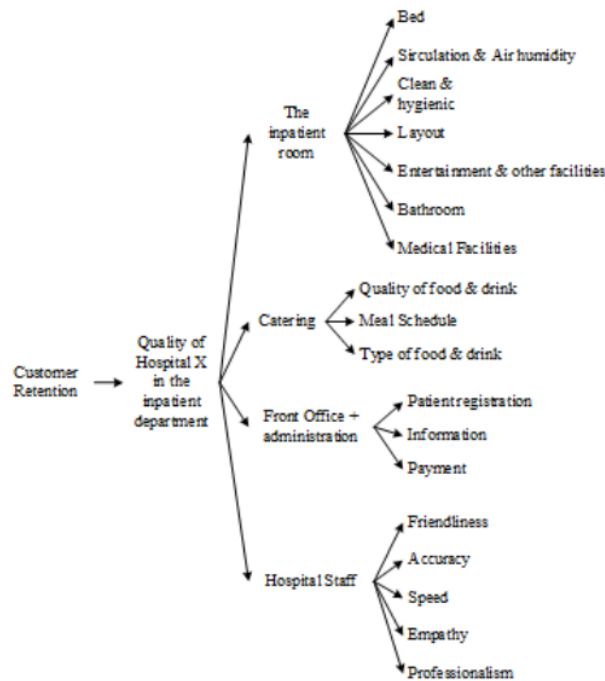 Customer
Retention
Quality of
Hospital X
in the
inpatient
department
The
inpatient
room
Bed
Sirculation & Air humidity
Clean &
hygienic
Layout
Entertainment & other facilities
Bathroom
Medical Facilities
Catering
Quality of food & drink
Meal Schedule
Type of food & drink
Front Office +
administration
Patient registration
Information
Payment
Hospital Staff
Friendliness
Accuracy
Speed
Empathy
Professionalism